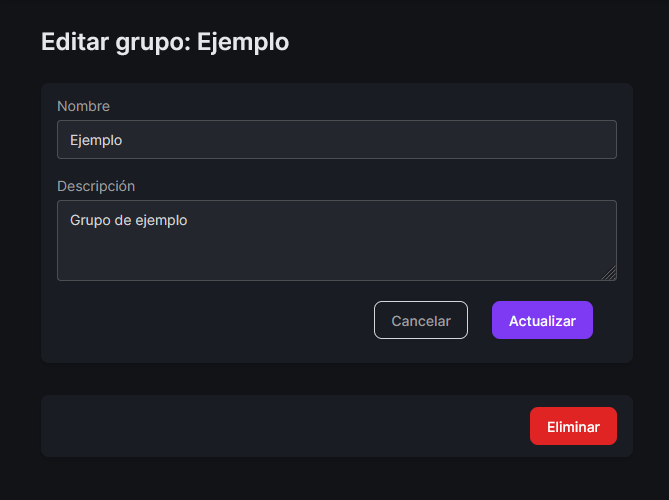 Editar grupo: Ejemplo
Nombre
Ejemplo
Descripción
Grupo de ejemplo
Cancelar
Actualizar
Eliminar